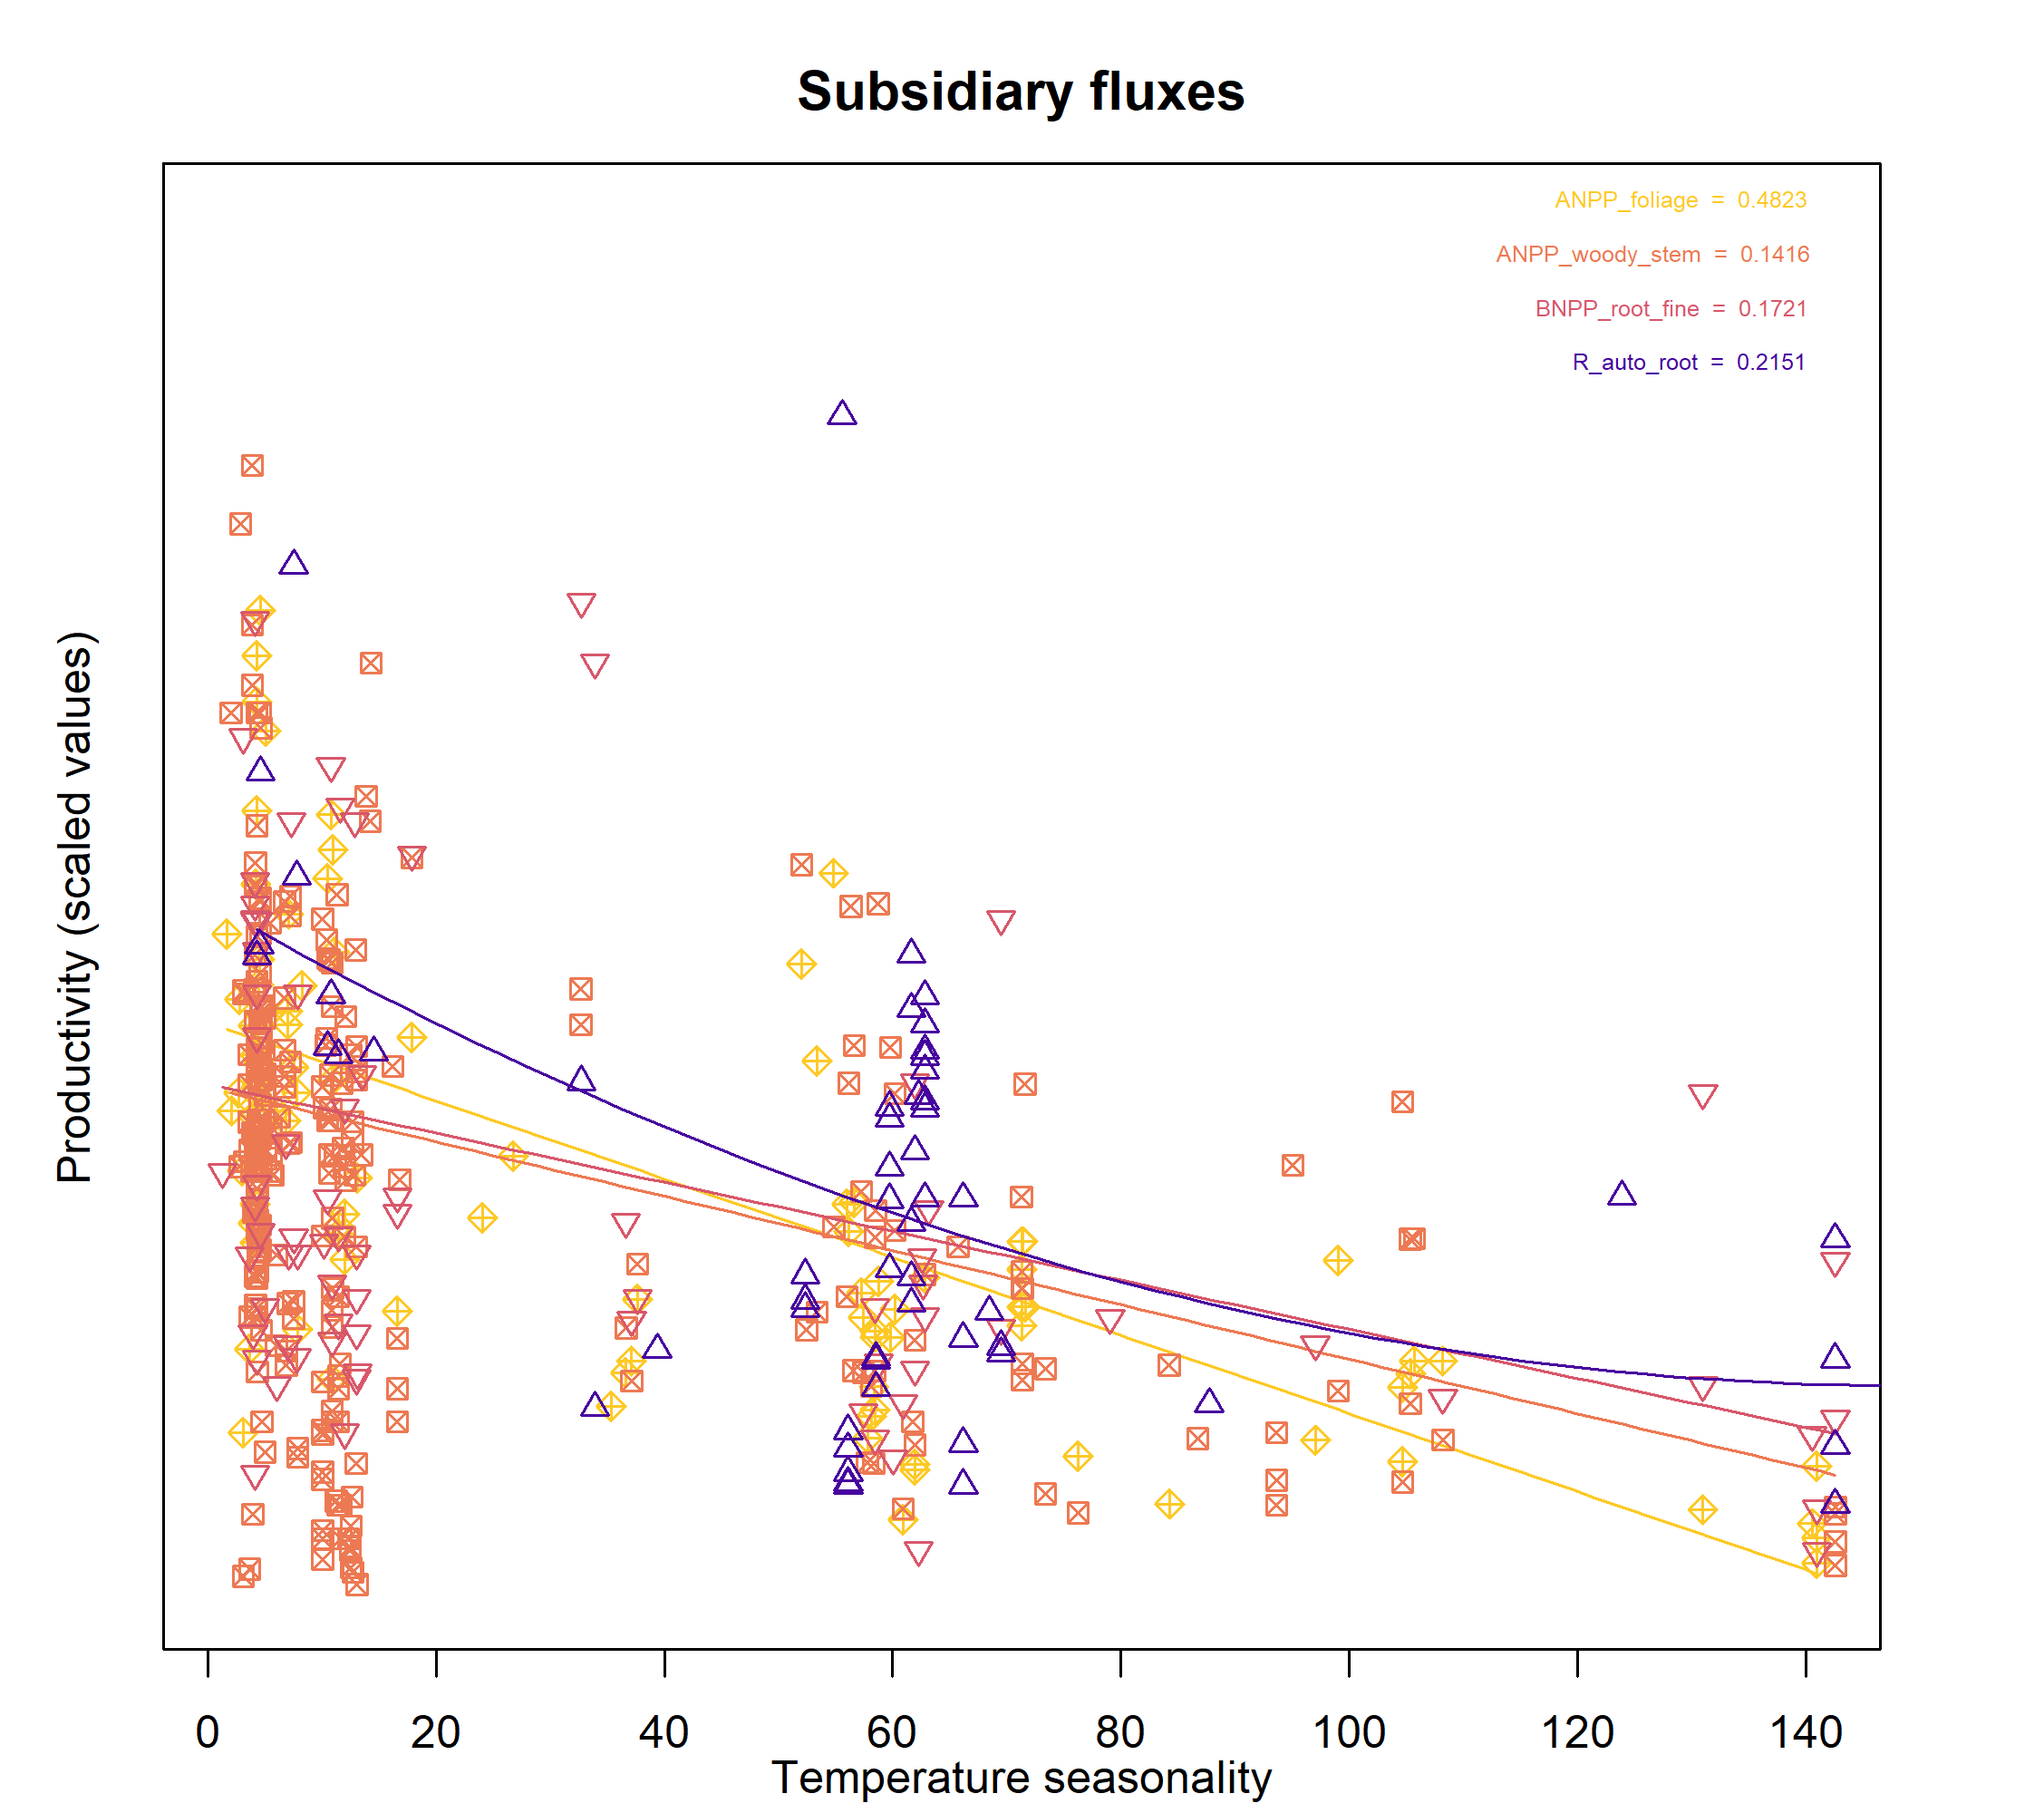 Subsidiary fluxes
ANPP_foliage = 0.4823
ANPP_woody_stem = 0.1416
BNPP_root_fine = 0.1721
R_auto_root = 0.2151
Productivity (scaled values)
0 20 40 60 80 100 120 140
Temperature seasonality